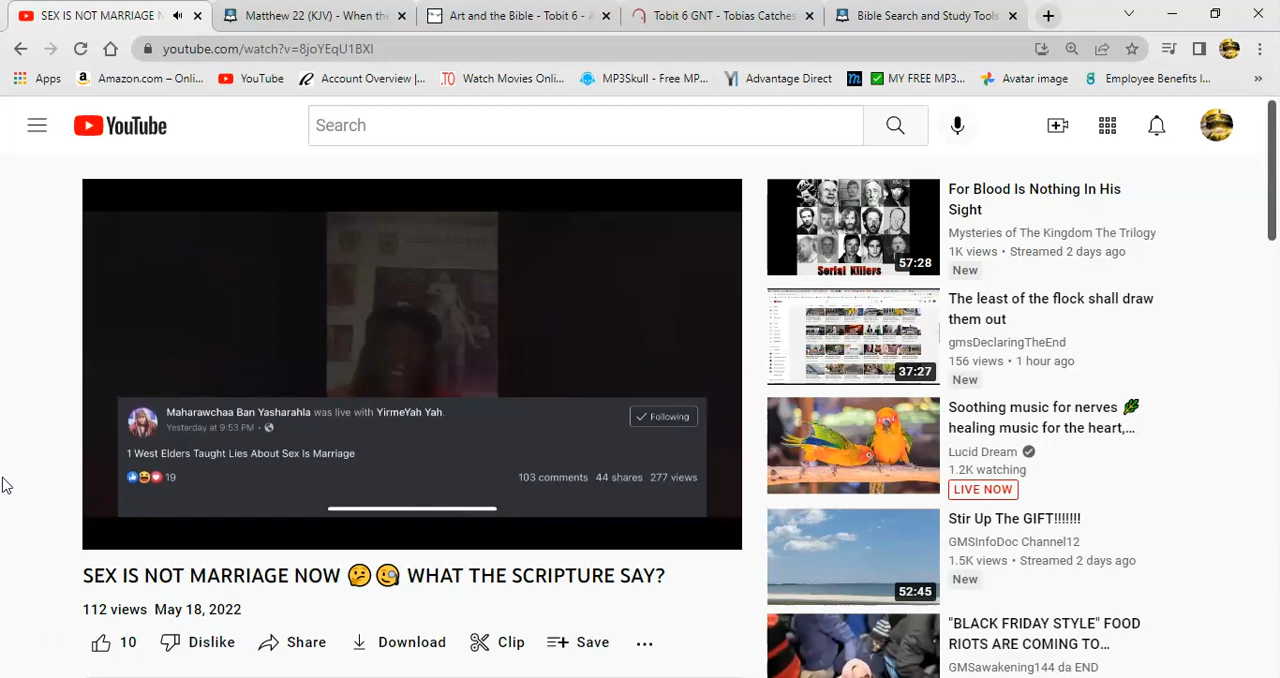 SEX IS NOT MARRIAGE N
Matthew 22 (KJV) - When the
Art and the Bible - Tobit 6 - A
Tobit 6 GNT - Tobias Catches
Bible Search and Study Tools
youtube.com/watch?v=8joYEqU1BXI
Apps
Amazon.com – Onli...
YouTube
Account Overview |...
TO Watch Movies Onli...
MP3Skull - Free MP...
Advantage Direct
m
MY FREE MP3...
Avatar image
Employee Benefits I...
»
YouTube
Search
Maharawchaa Ban Yasharahla was live with YirmeYah Yah.
Yesterday at 9:53 PM •
Following
1 West Elders Taught Lies About Sex Is Marriage
19
103 comments 44 shares 277 views
SEX IS NOT MARRIAGE NOW 🤔🧐 WHAT THE SCRIPTURE SAY?
112 views May 18, 2022
10
Dislike
Share
Download
Clip
Save
...
Serial Killers
57:28
For Blood Is Nothing In His
Sight
Mysteries of The Kingdom The Trilogy
1K views • Streamed 2 days ago
New
37:27
The least of the flock shall draw
them out
gmsDeclaringTheEnd
156 views • 1 hour ago
New
Soothing music for nerves 🌿
healing music for the heart,...
Lucid Dream
1.2K watching
LIVE NOW
52:45
Stir Up The GIFT!!!!!!!
GMSInfoDoc Channel12
1.5K views • Streamed 2 days ago
New
"BLACK FRIDAY STYLE" FOOD
RIOTS ARE COMING TO...
GMSawakening144 da END